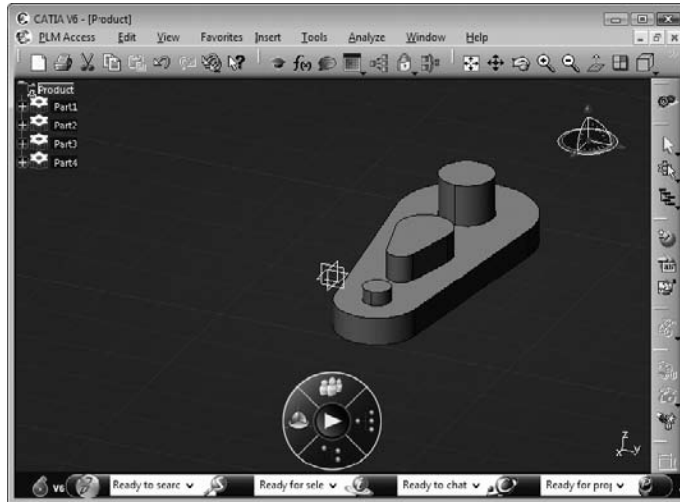 CATIA V6 - [Product]
PLM Access Edit View Favorites Insert Tools Analyze Window Help
f(x)
Product
Part1
Part2
Part3
Part4
z
x y
V6 Ready to searc Ready for sele Ready to chat Ready for proj